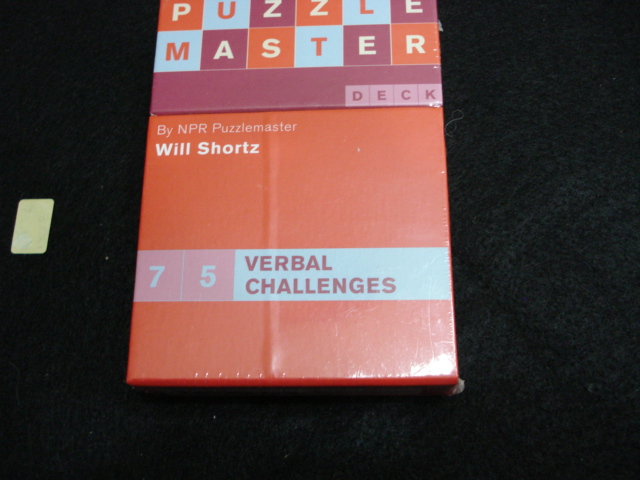 PUZZLE
MASTER
DECK
By NPR Puzzlemaster
Will Shortz
75 VERBAL
CHALLENGES